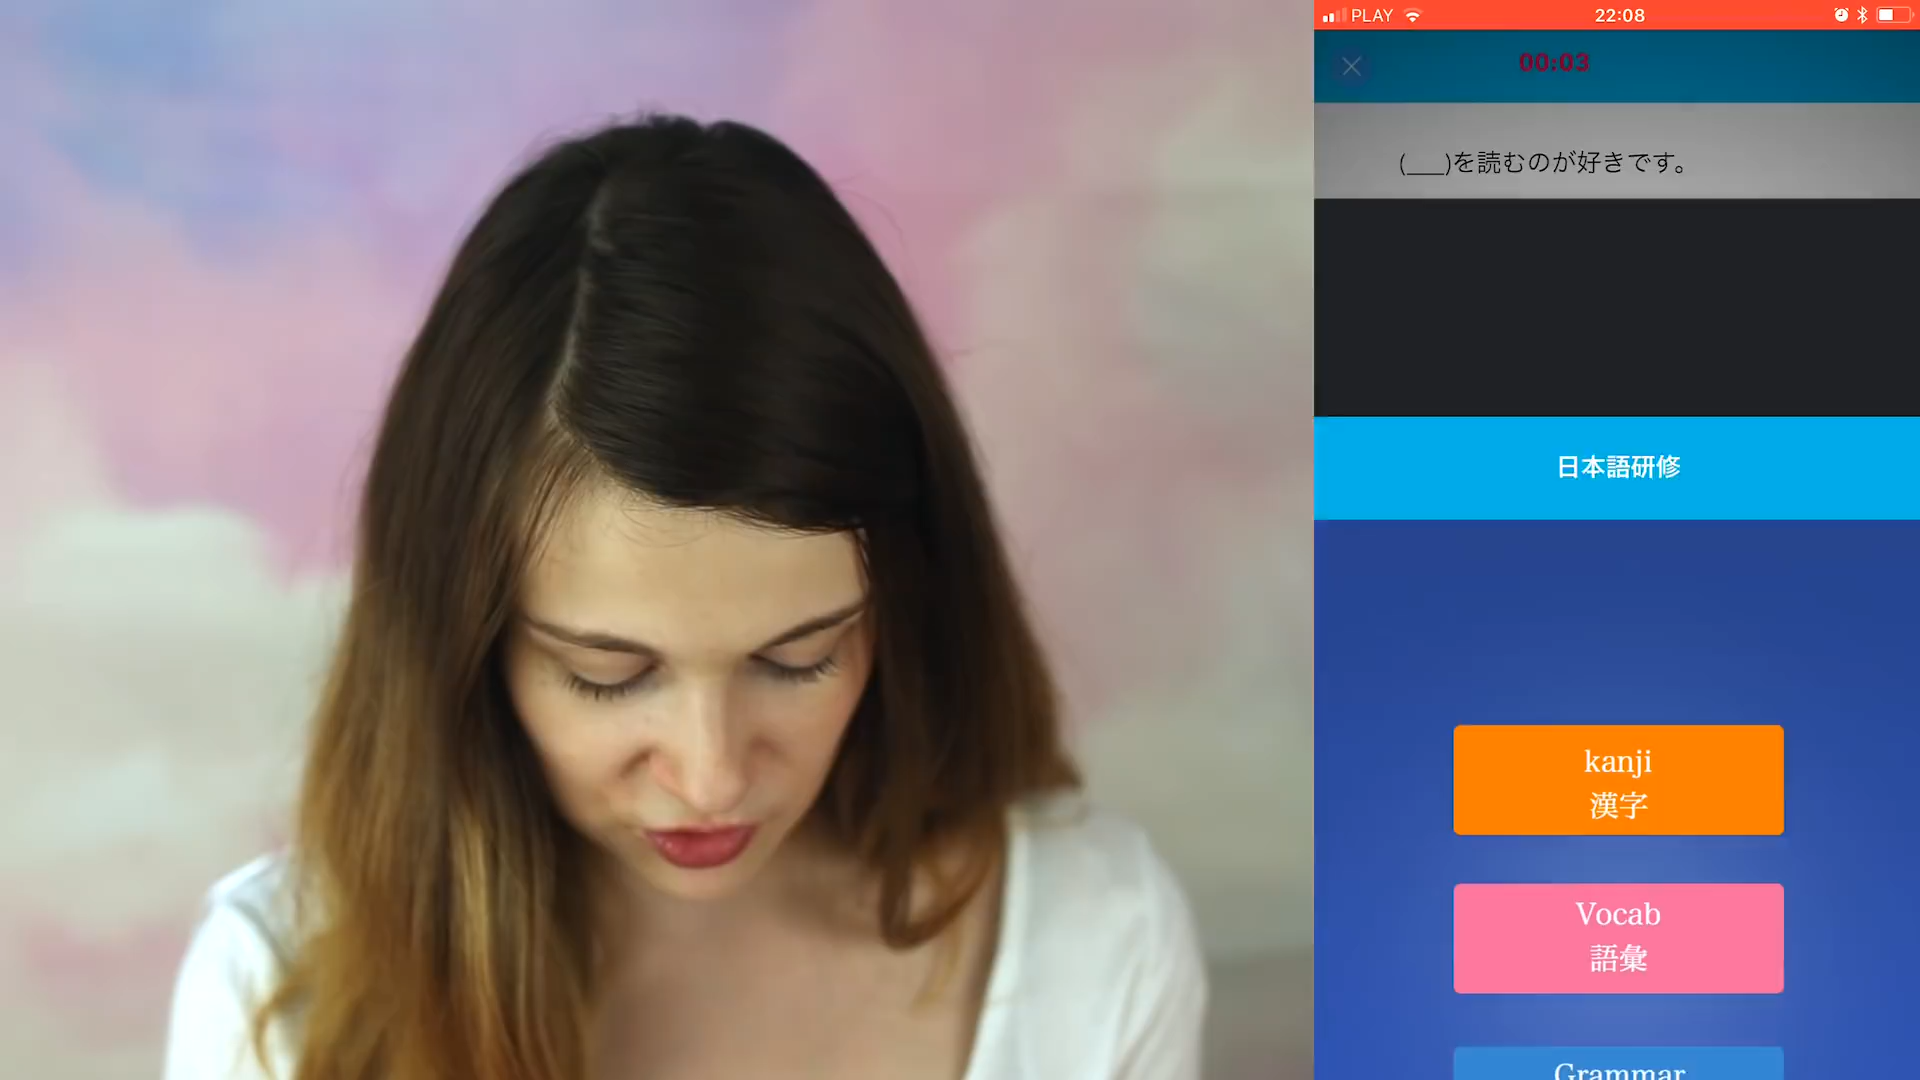 PLAY
22:08
00:03
(___)を読むのが好きです。
日本語研修
kanji
漢字
Vocab
語彙
Grammar